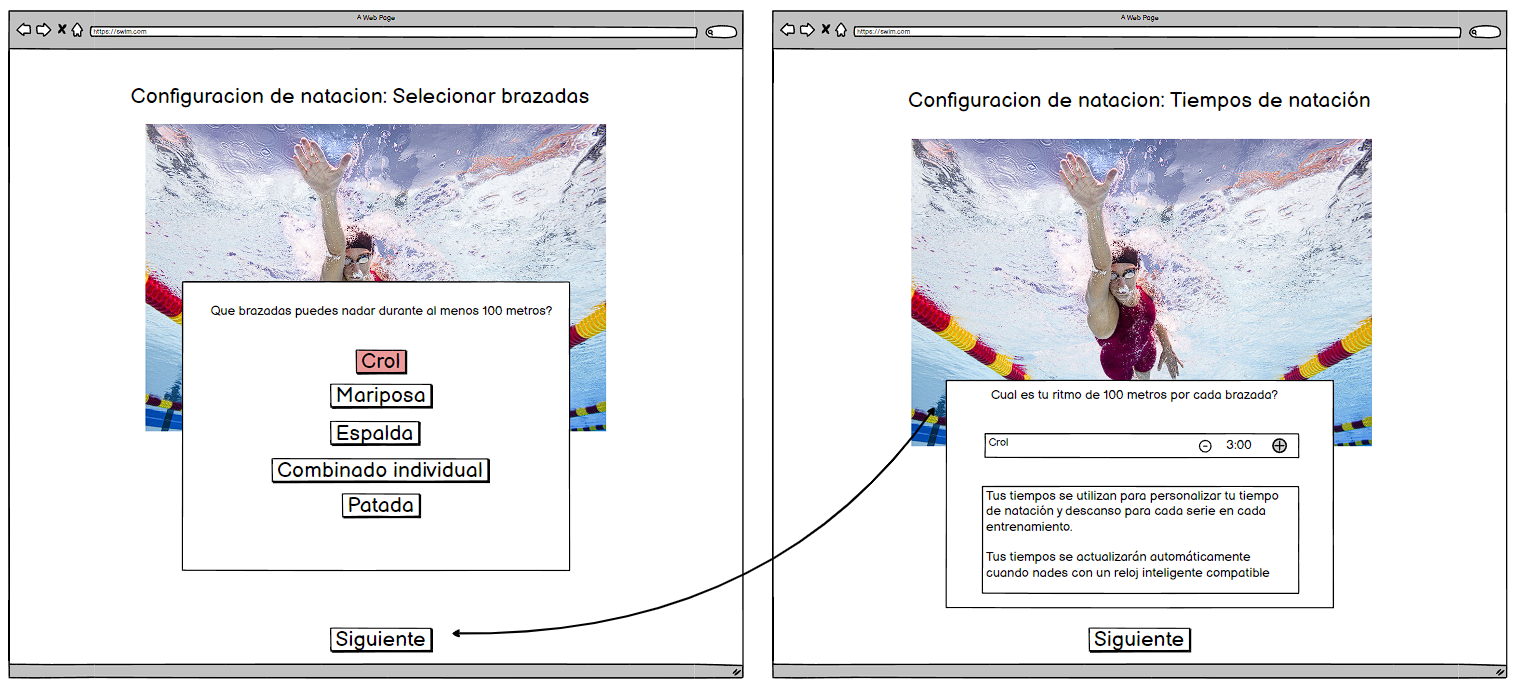 A Web Page
https://swim.com
Configuracion de natacion: Selecionar brazadas
Que brazadas puedes nadar durante al menos 100 metros?
Crol
Mariposa
Espalda
Combinado individual
Patada
Siguiente
A Web Page
https://swim.com
Configuracion de natacion: Tiempos de natación
Cual es tu ritmo de 100 metros por cada brazada?
Crol - 3:00 +
Tus tiempos se utilizan para personalizar tu tiempo
de natación y descanso para cada serie en cada
entrenamiento.
Tus tiempos se actualizarán automáticamente
cuando nades con un reloj inteligente compatible
Siguiente